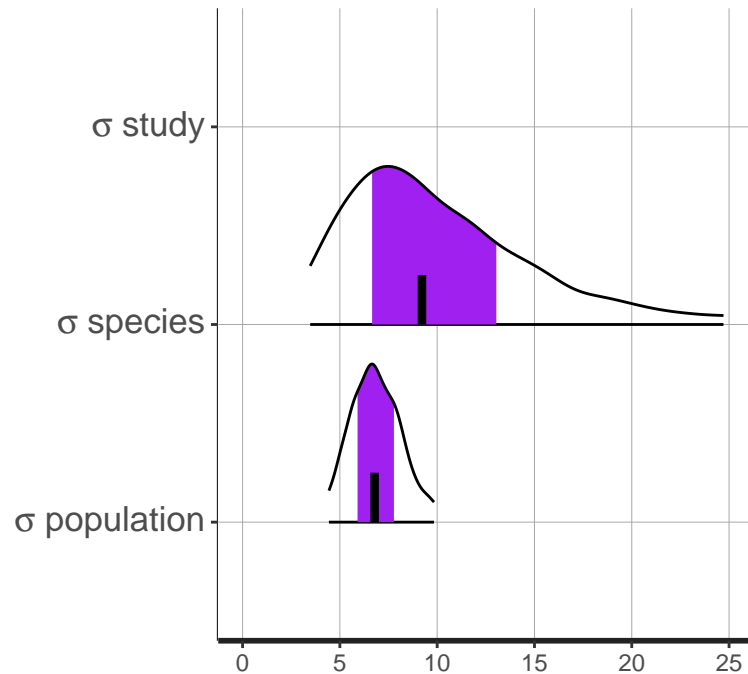 σ study
σ species
σ population
0 5 10 15 20 25